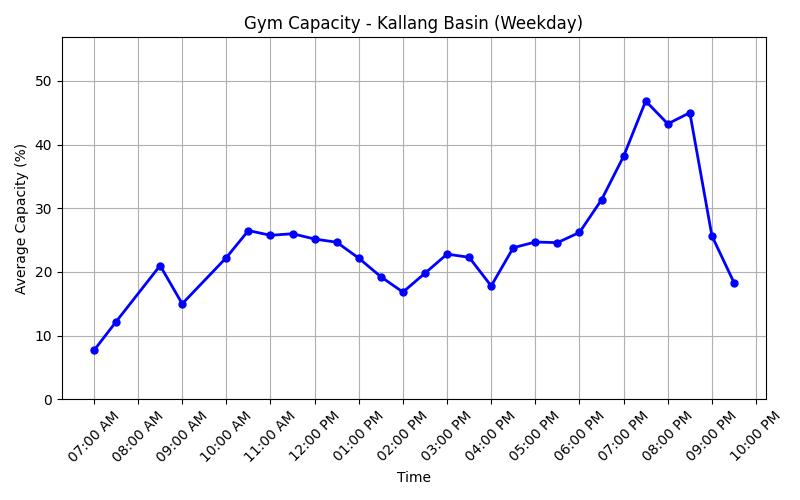 Gym Capacity - Kallang Basin (Weekday)
Average Capacity (%)
50
40
30
20
10
0
07:00 AM
08:00 AM
09:00 AM
10:00 AM
11:00 AM
12:00 PM
01:00 PM
02:00 PM
03:00 PM
04:00 PM
05:00 PM
06:00 PM
07:00 PM
08:00 PM
09:00 PM
10:00 PM
Time